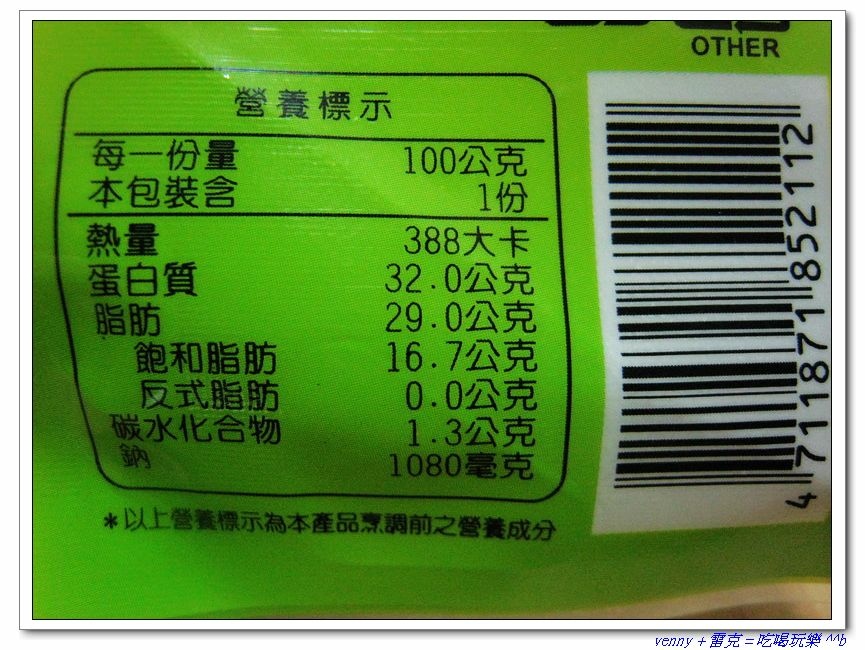 OTHER
營養標示
每一份量 100公克
本包裝含 1份
熱量 388大卡
蛋白質 32.0公克
脂肪 29.0公克
飽和脂肪 16.7公克
反式脂肪 0.0公克
碳水化合物 1.3公克
鈉 1080毫克
*以上營養標示為本產品烹調前之營養成分
4 711871 852112
venny + 雷克 = 吃喝玩樂 ^^b